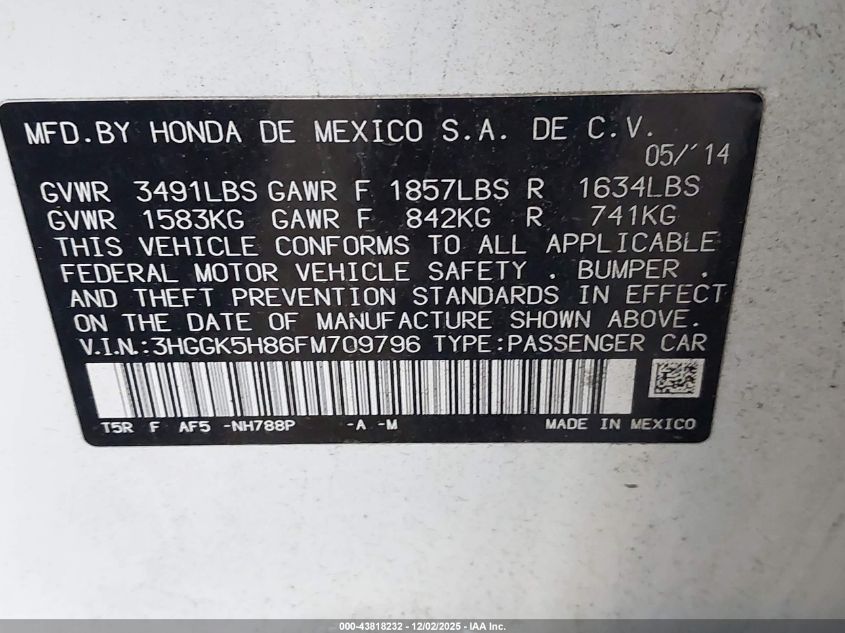 MFD.BY HONDA DE MEXICO S.A. DE C.V.
05/'14
GVWR 3491LBS GAWR F 1857LBS R 1634LBS
GVWR 1583KG GAWR F 842KG R 741KG
THIS VEHICLE CONFORMS TO ALL APPLICABLE
FEDERAL MOTOR VEHICLE SAFETY . BUMPER .
AND THEFT PREVENTION STANDARDS IN EFFECT
ON THE DATE OF MANUFACTURE SHOWN ABOVE.
V.I.N.:3HGGK5H86FM709796 TYPE:PASSENGER CAR
T5R F AF5 -NH788P -A -M MADE IN MEXICO
000-43818232 - 12/02/2025 - IAA Inc.